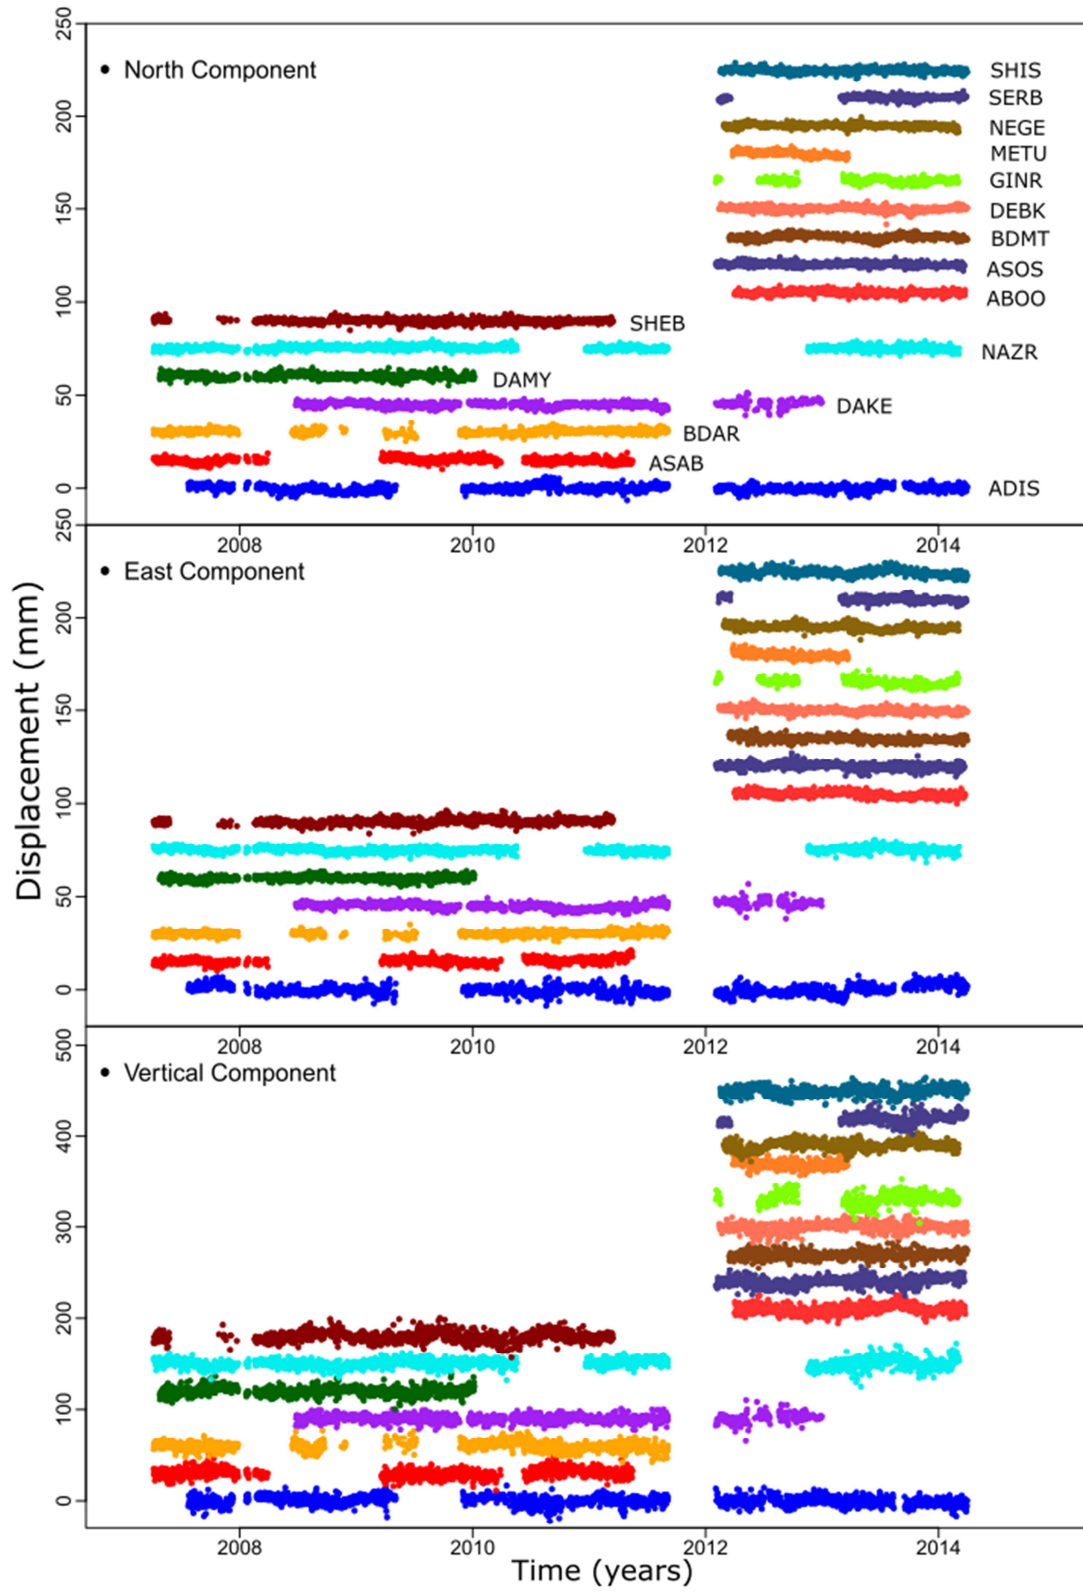 250
• North Component
SHIS
SERB
200
NEGE
METU
GINR
150
DEBK
BDMT
ASOS
100
ABOO
SHEB
NAZR
DAMY
50
DAKE
BDAR
ASAB
0
ADIS
2008 2010 2012 2014
250
• East Component
200
150
100
50
0
Displacement (mm)
2008 2010 2012 2014
500
• Vertical Component
400
300
200
100
0
2008 2010 2012 2014
Time (years)